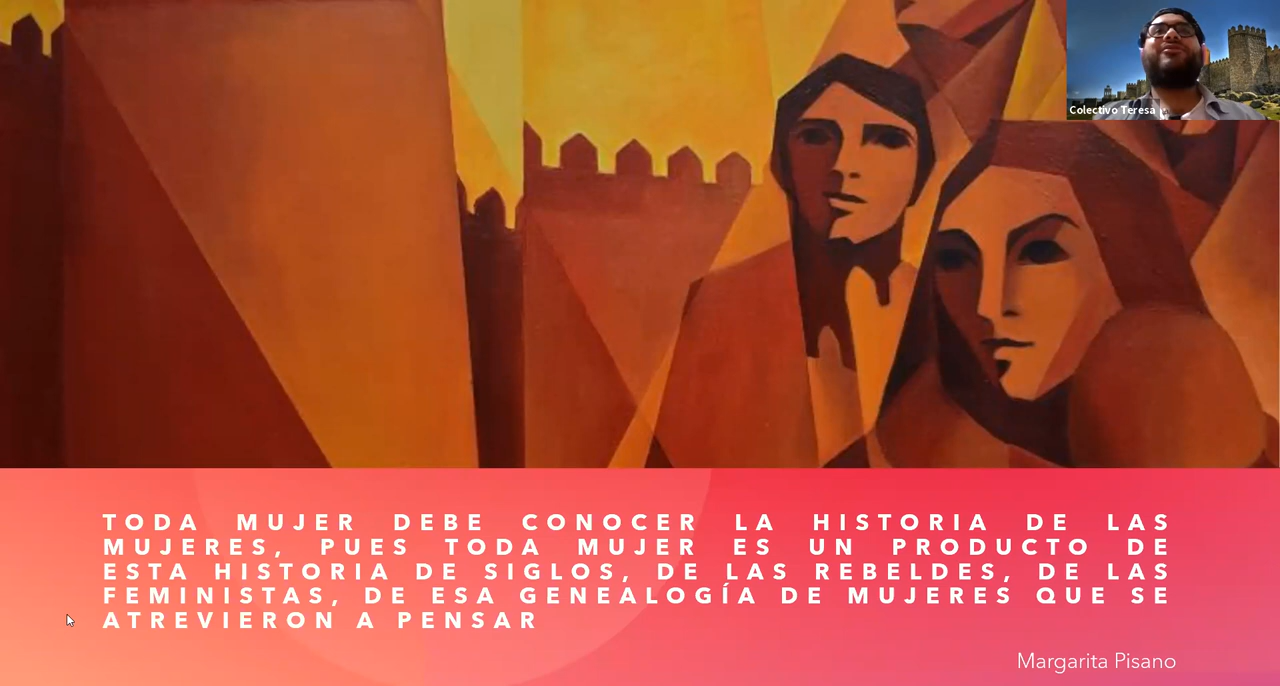 Colectivo Teresa
TODA MUJER DEBE CONOCER LA HISTORIA DE LAS
MUJERES, PUES TODA MUJER ES UN PRODUCTO DE
ESTA HISTORIA DE SIGLOS, DE LAS REBELDES, DE LAS
FEMINISTAS, DE ESA GENEALOGÍA DE MUJERES QUE SE
ATREVIERON A PENSAR
Margarita Pisano